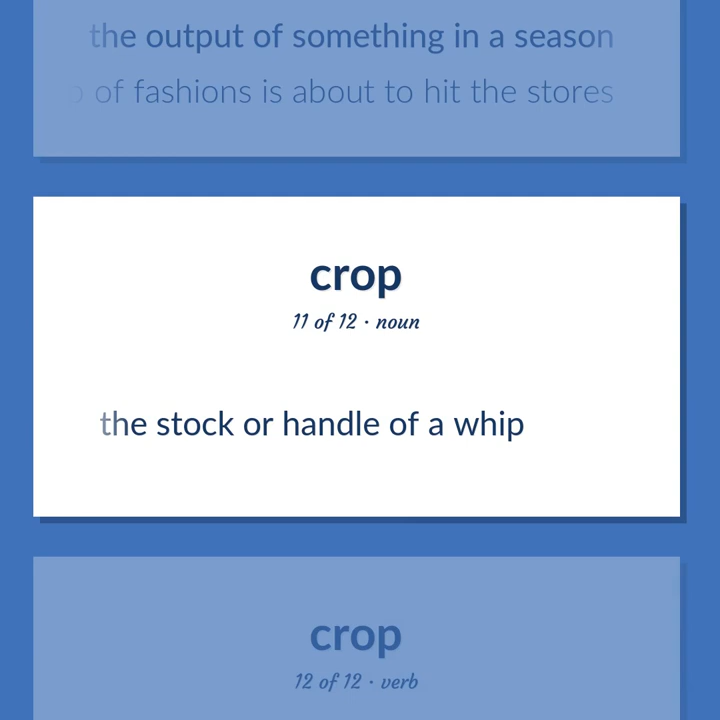 the output of something in a season
of fashions is about to hit the stores
crop
11 of 12 · noun
the stock or handle of a whip
crop
12 of 12 · verb